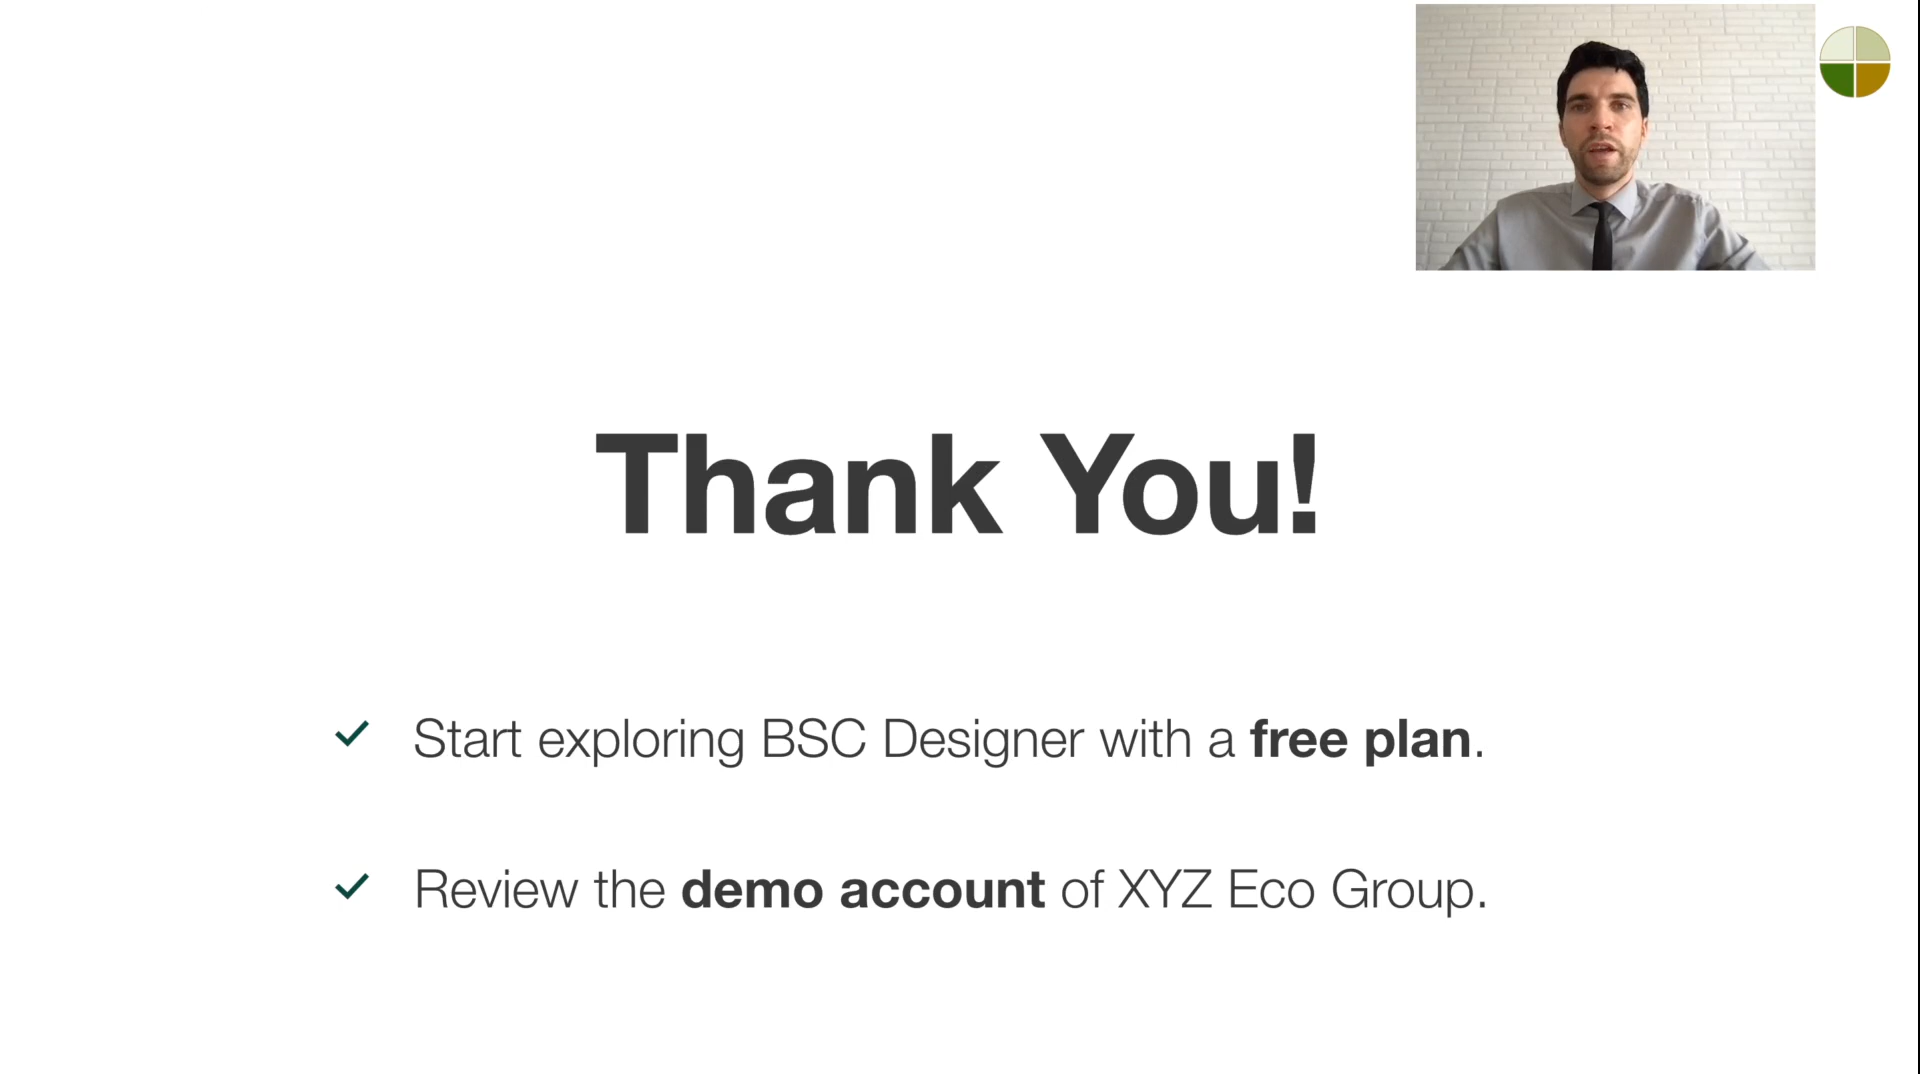 Thank You!
Start exploring BSC Designer with a free plan.
Review the demo account of XYZ Eco Group.